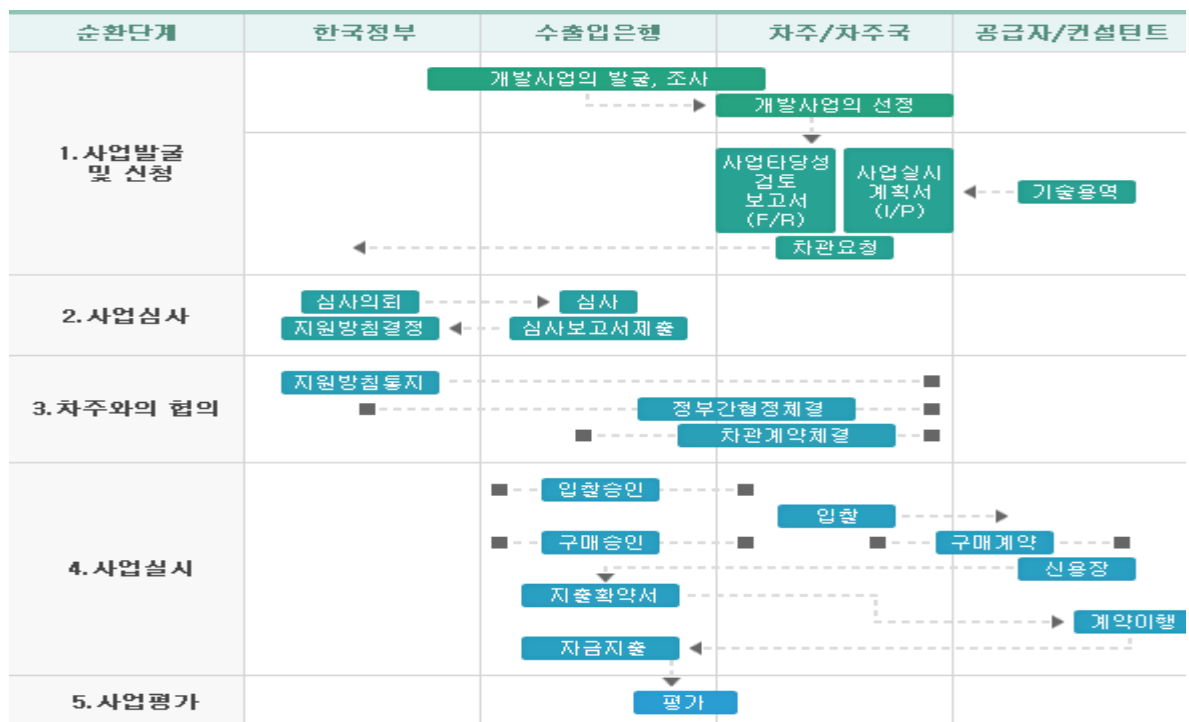 순환단계 한국정부 수출입은행 차주/차주국 공급자/컨설턴트
개발사업의 발굴, 조사
개발사업의 선정
1.사업발굴
및 신청
사업타당성
검토
보고서
(F/R)
사업실시
계획서
(I/P)
기술용역
차관요청
2.사업심사
심사의뢰 심사
지원방침결정 심사보고서제출
3.차주와의 협의
지원방침통지
정부간협정체결
차관계약체결
4.사업실시
입찰승인
입찰
구매승인 구매계약
신용장
지출확약서
계약이행
자금지출
5.사업평가 평가